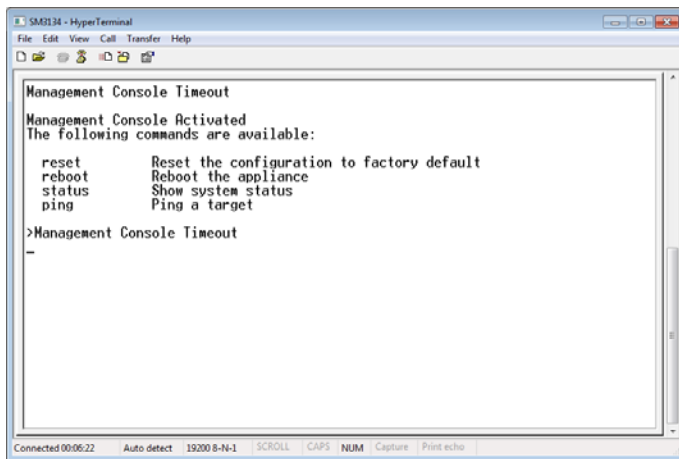 SM3134 - HyperTerminal
File Edit View Call Transfer Help
Management Console Timeout
Management Console Activated
The following commands are available:
reset Reset the configuration to factory default
reboot Reboot the appliance
status Show system status
ping Ping a target
>Management Console Timeout
_
Connected 00:06:22 Auto detect 19200 8-N-1 SCROLL CAPS NUM Capture Print echo